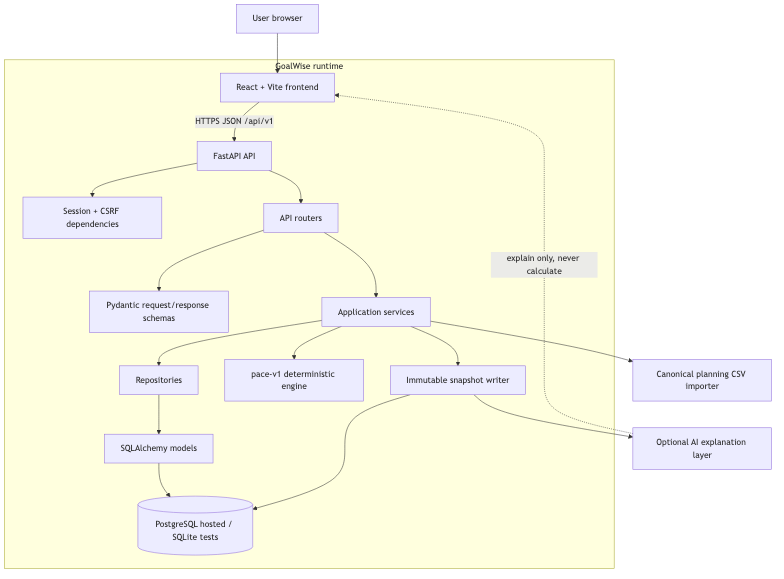 User browser
GoalWise runtime
React + Vite frontend
HTTPS JSON /api/v1
FastAPI API
Session + CSRF
dependencies
API routers
explain only, never
calculate
Pydantic request/response
schemas
Application services
Repositories
pace-v1 deterministic
engine
Immutable snapshot writer
Canonical planning CSV
importer
SQLAlchemy models
Optional AI explanation
layer
PostgreSQL hosted /
SQLite tests